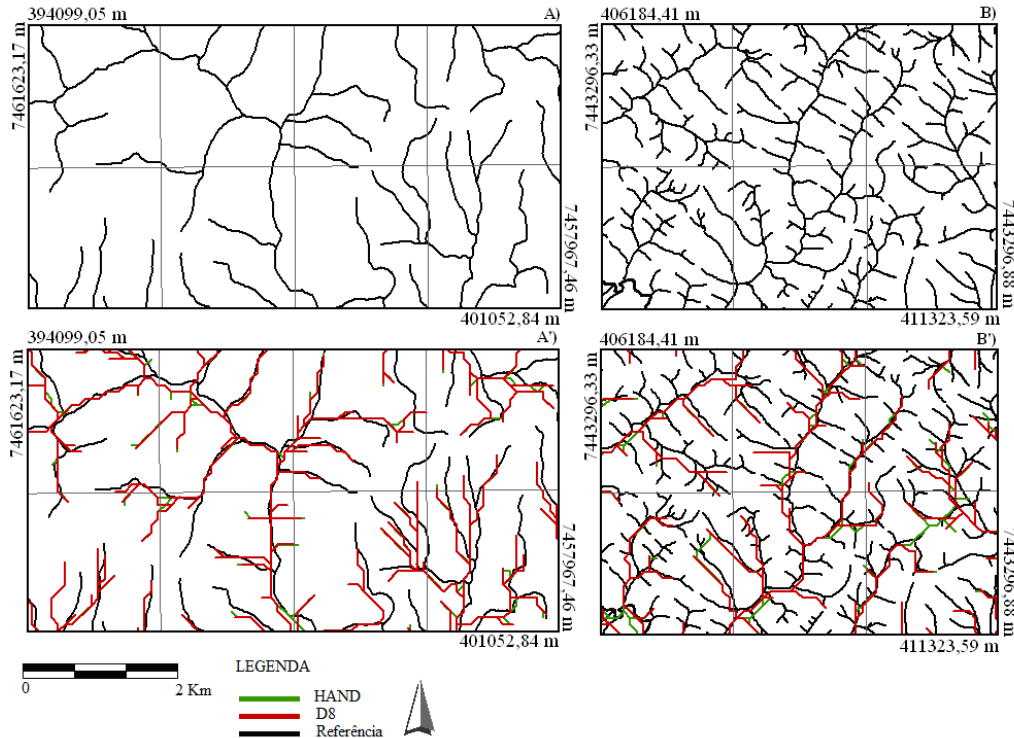 394099,05 m
A)
7461623,17 m
7457967,46 m
401052,84 m
406184,41 m
B)
7443296,33 m
7443296,88 m
411323,59 m
394099,05 m
A')
7461623,17 m
7457967,46 m
401052,84 m
406184,41 m
B')
7443296,33 m
7443296,88 m
411323,59 m
0 2 Km
LEGENDA
HAND
D8
Referência